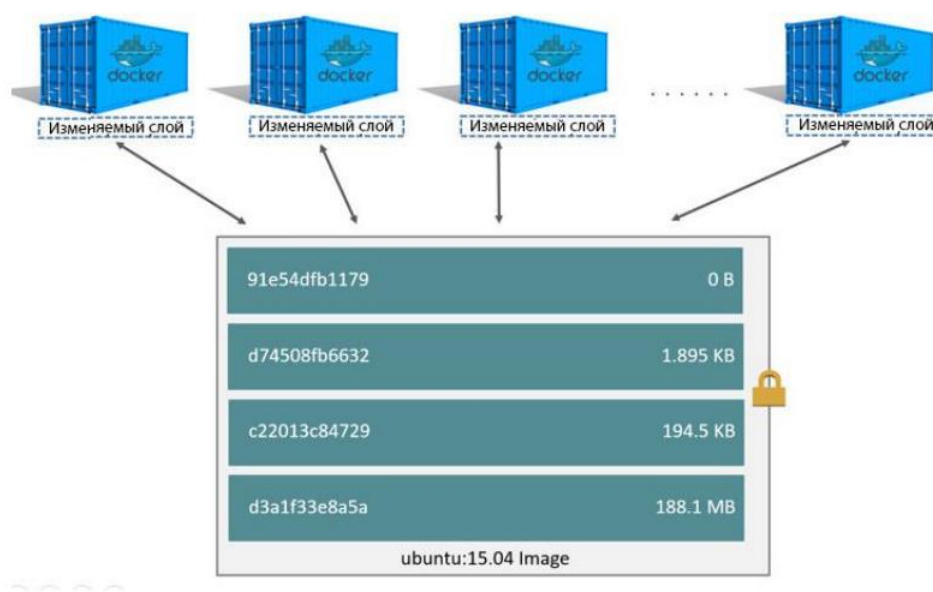 docker docker docker docker
Изменяемый слой Изменяемый слой Изменяемый слой ...... Изменяемый слой
91e54dfb1179 0 B
d74508fb6632 1.895 KB
c22013c84729 194.5 KB
d3a1f33e8a5a 188.1 MB
ubuntu:15.04 Image